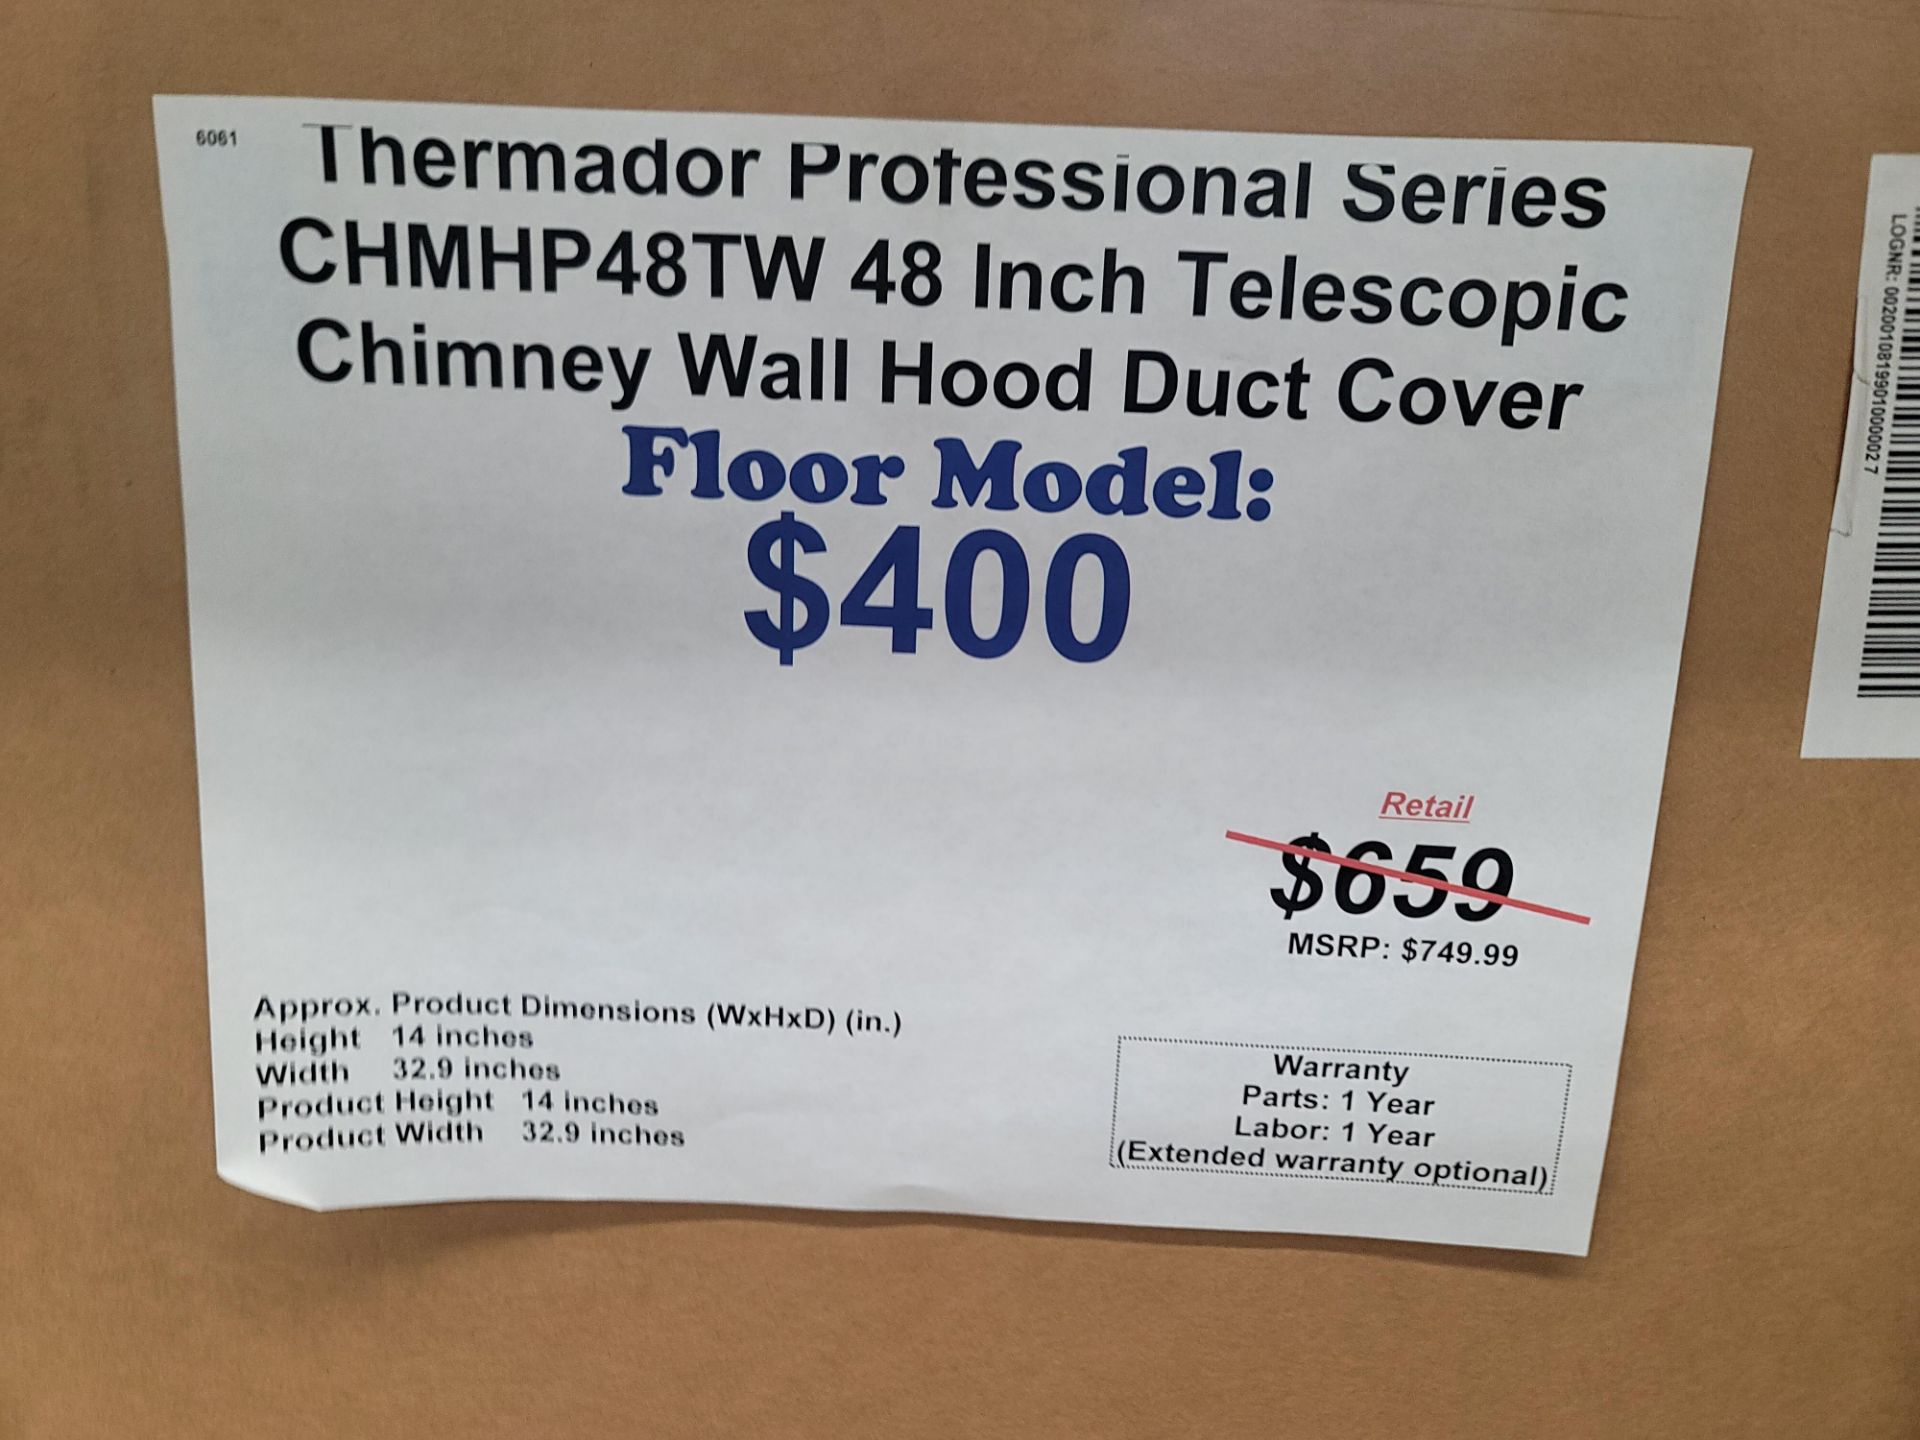 6061
Thermador Professional Series
CHMHP48TW 48 Inch Telescopic
Chimney Wall Hood Duct Cover
Floor Model:
$400
Retail
$659
MSRP: $749.99
Approx. Product Dimensions (WxHxD) (in.)
Height 14 inches
Width 32.9 inches
Product Height 14 inches
Product Width 32.9 inches
Warranty
Parts: 1 Year
Labor: 1 Year
(Extended warranty optional)
LOGNR: